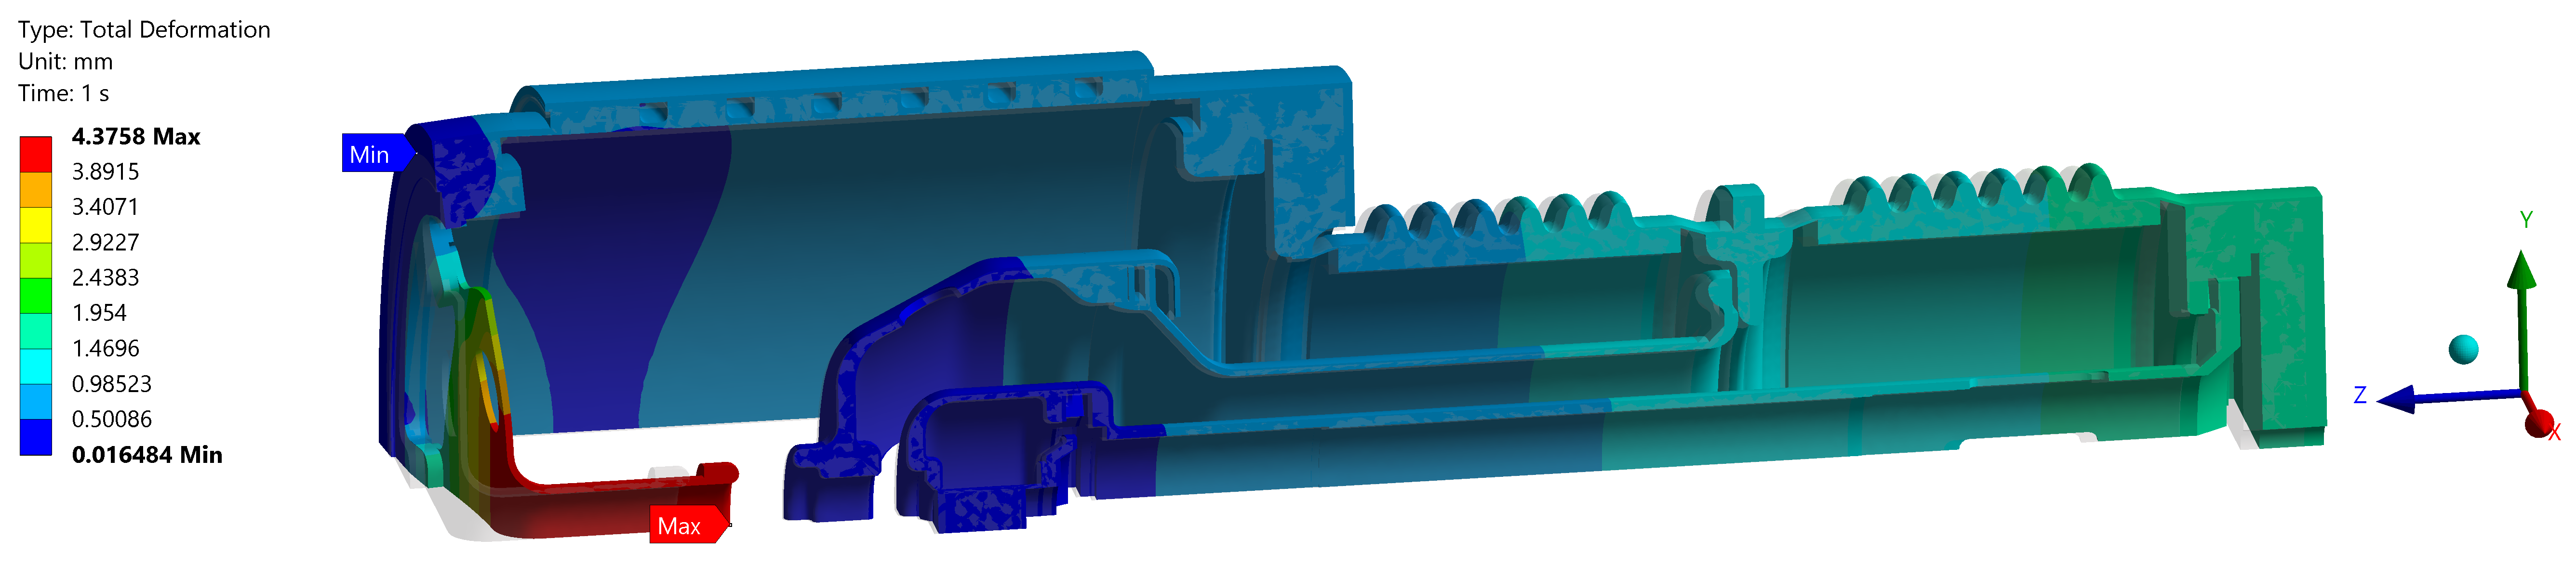 Type: Total Deformation
Unit: mm
Time: 1 s
4.3758 Max
3.8915
3.4071
2.9227
2.4383
1.954
1.4696
0.98523
0.50086
0.016484 Min
Min
Max
Y
Z
X